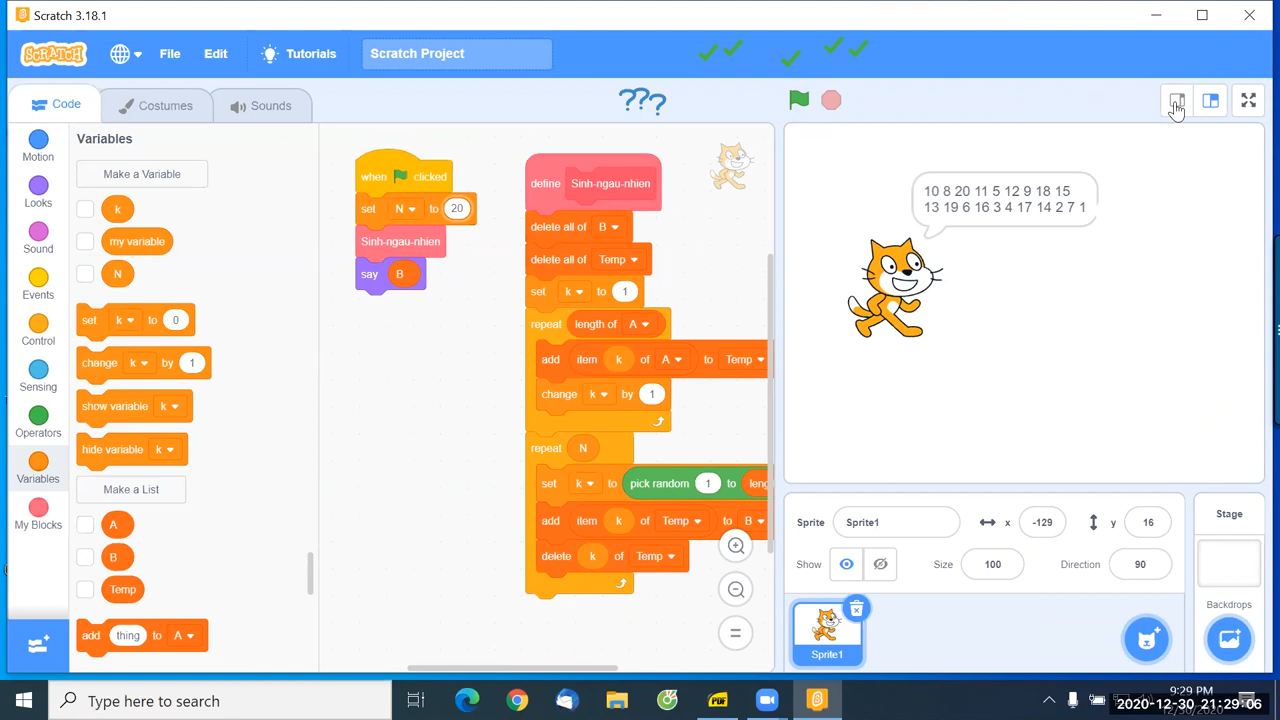 Scratch 3.18.1
SCRATCH
File Edit Tutorials Scratch Project
Code Costumes Sounds
???
Motion
Looks
Sound
Events
Control
Sensing
Operators
Variables
My Blocks
Variables
Make a Variable
k
my variable
N
set k to 0
change k by 1
show variable k
hide variable k
Make a List
A
B
Temp
add thing to A
when clicked
set N to 20
Sinh-ngau-nhien
say B
define Sinh-ngau-nhien
delete all of B
delete all of Temp
set k to 1
repeat length of A
add item k of A to Temp
change k by 1
repeat N
set k to pick random 1 to leng
add item k of Temp to B
delete k of Temp
10 8 20 11 5 12 9 18 15
13 19 6 16 3 4 17 14 2 7 1
Sprite Sprite1 x -129 y 16
Show Size 100 Direction 90
Sprite1
Stage
Backdrops
Type here to search
PDF
9:29 PM
2020-12-30 21:29:06